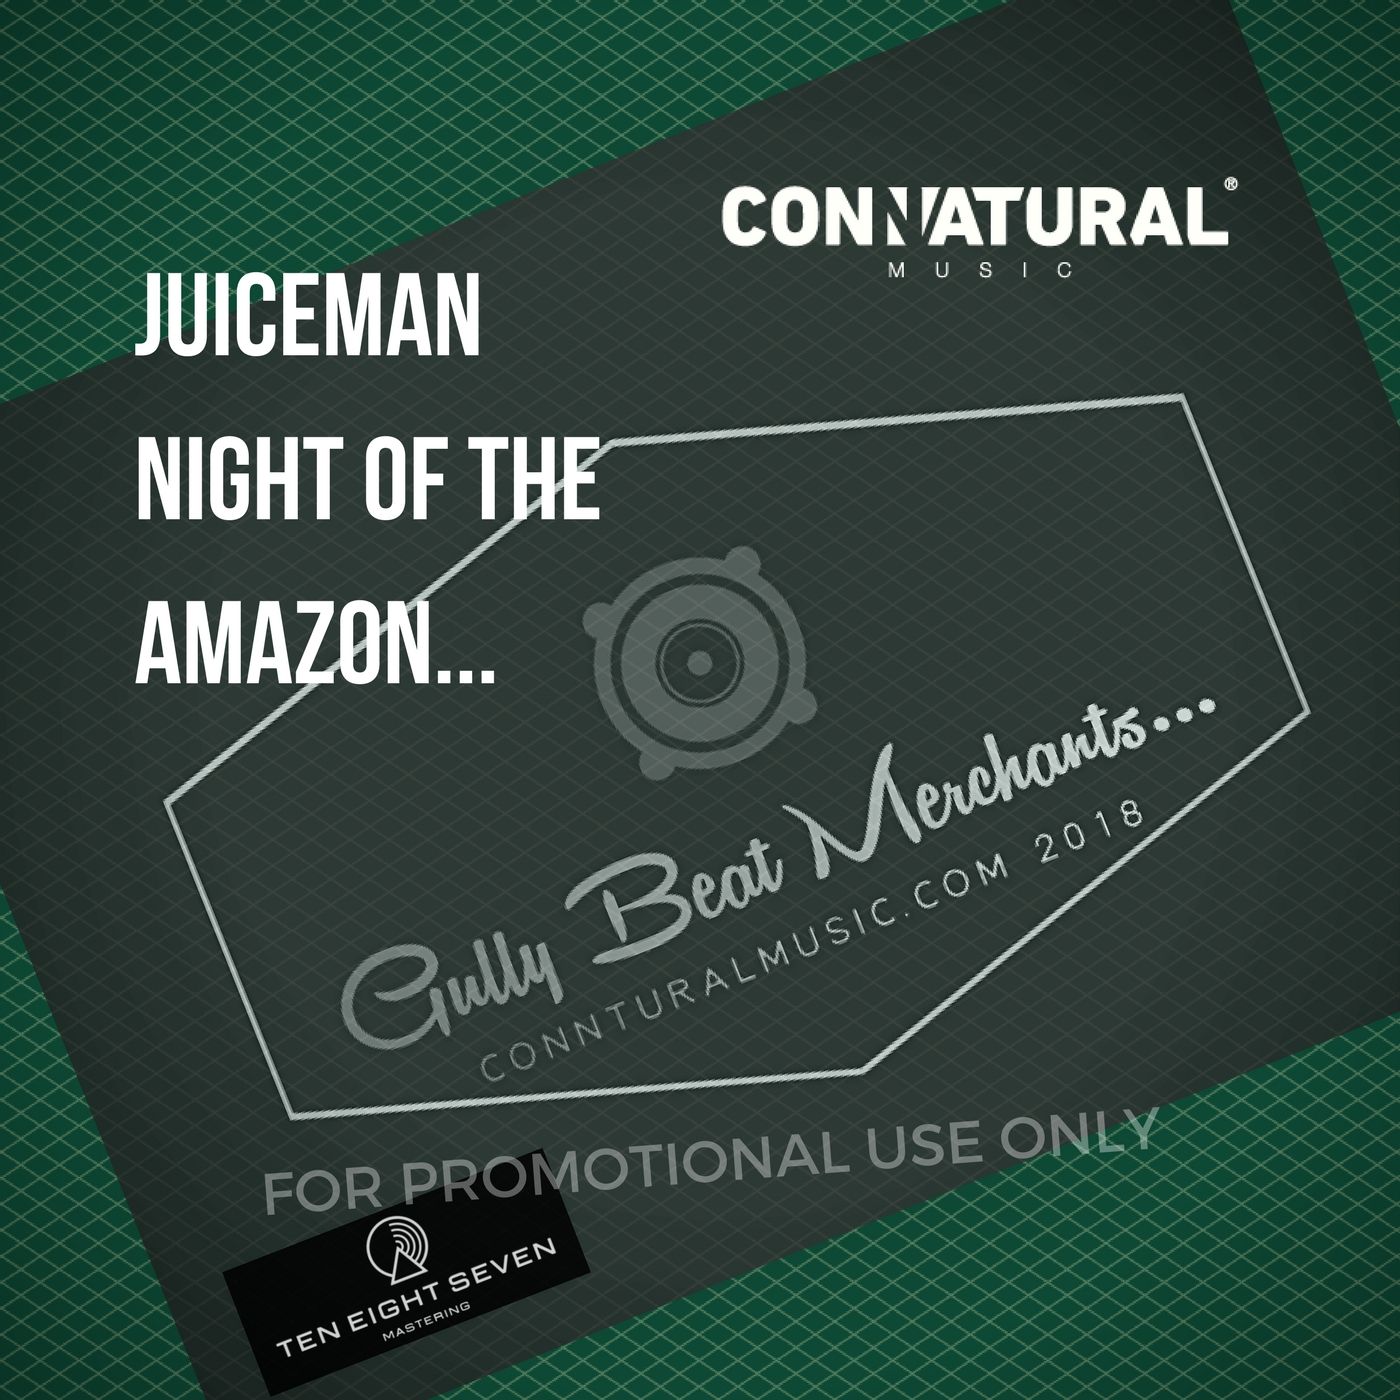 CONNATURAL®
MUSIC
JUICEMAN
NIGHT OF THE
AMAZON...
Gully Beat Merchants...
CONNTURALMUSIC.COM 2018
FOR PROMOTIONAL USE ONLY
TEN EIGHT SEVEN
MASTERING